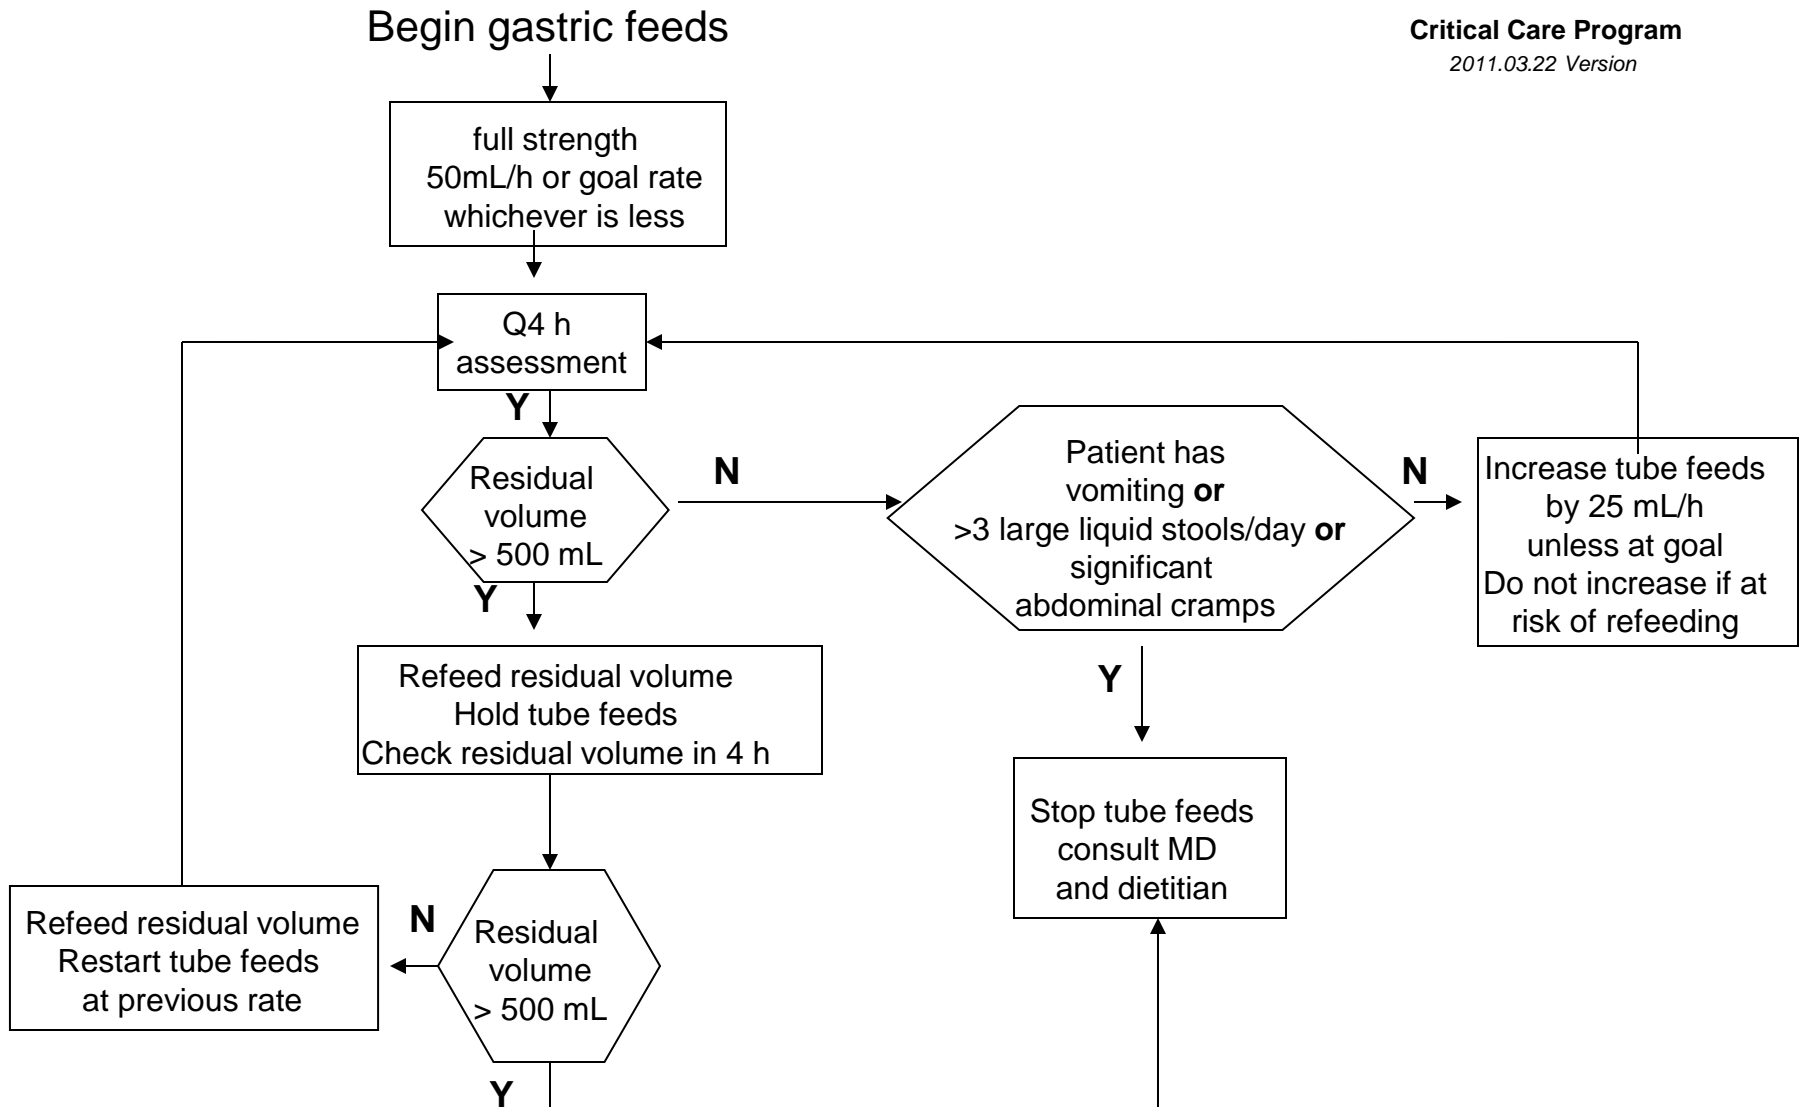 Begin gastric feeds
Critical Care Program
2011.03.22 Version
full strength
50mL/h or goal rate
whichever is less
Q4 h
assessment
Y
Residual
volume
> 500 mL
N
Patient has
vomiting or
>3 large liquid stools/day or
significant
abdominal cramps
N
Increase tube feeds
by 25 mL/h
unless at goal
Do not increase if at
risk of refeeding
Y
Refeed residual volume
Hold tube feeds
Check residual volume in 4 h
Y
Stop tube feeds
consult MD
and dietitian
Residual
volume
> 500 mL
N
Refeed residual volume
Restart tube feeds
at previous rate
Y